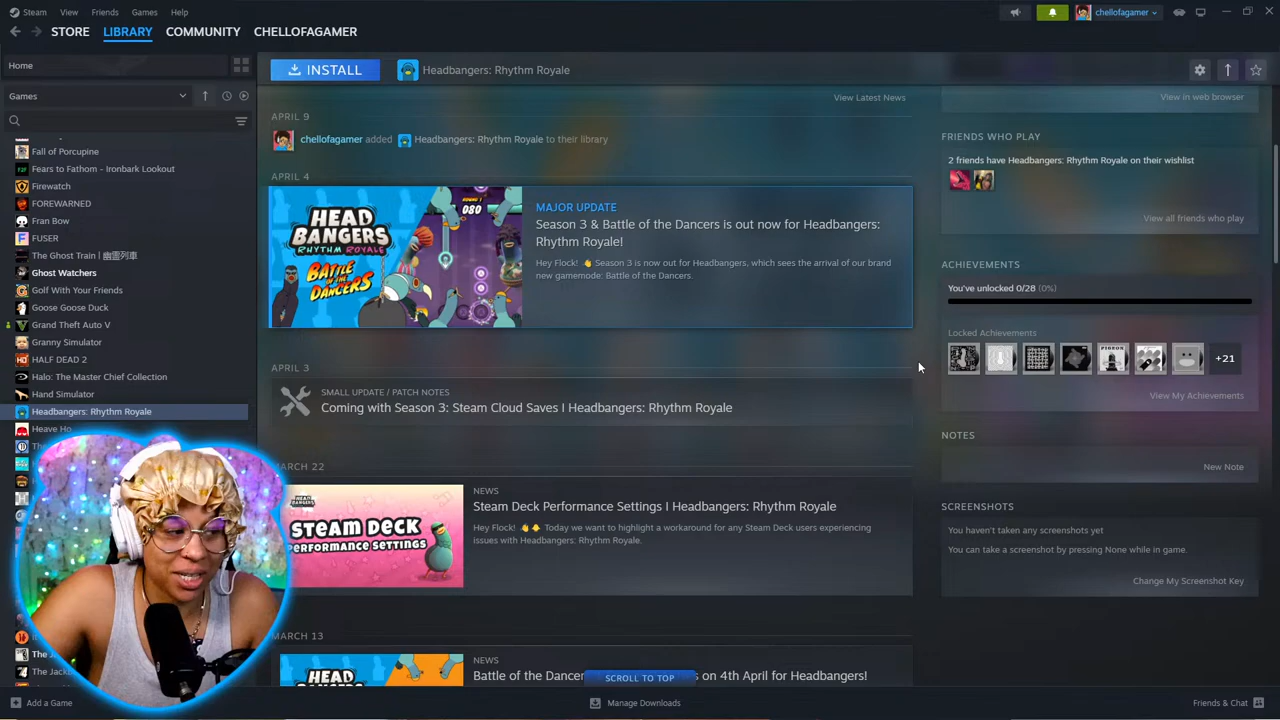 Steam View Friends Games Help
chellofagamer
STORE LIBRARY COMMUNITY CHELLOFAGAMER
Home
INSTALL
Headbangers: Rhythm Royale
Games
Fall of Porcupine
Fears to Fathom - Ironbark Lookout
Firewatch
FOREWARNED
Fran Bow
FUSER
The Ghost Train | 幽霊列車
Ghost Watchers
Golf With Your Friends
Goose Goose Duck
Grand Theft Auto V
Granny Simulator
HALF DEAD 2
Halo: The Master Chief Collection
Hand Simulator
Headbangers: Rhythm Royale
Heave Ho
The
The Jack
Add a Game
View Latest News
APRIL 9
chellofagamer added Headbangers: Rhythm Royale to their library
APRIL 4
HEAD
BANGERS
RHYTHM ROYALE
BATTLE
OF THE
DANCERS
ROUND 1
080
MAJOR UPDATE
Season 3 & Battle of the Dancers is out now for Headbangers:
Rhythm Royale!
Hey Flock! 👋 Season 3 is now out for Headbangers, which sees the arrival of our brand
new gamemode: Battle of the Dancers.
APRIL 3
SMALL UPDATE / PATCH NOTES
Coming with Season 3: Steam Cloud Saves I Headbangers: Rhythm Royale
MARCH 22
HEAD
BANGERS
STEAM DECK
PERFORMANCE SETTINGS
NEWS
Steam Deck Performance Settings I Headbangers: Rhythm Royale
Hey Flock! 👋🐥 Today we want to highlight a workaround for any Steam Deck users experiencing
issues with Headbangers: Rhythm Royale.
MARCH 13
HEAD
NEWS
Battle of the Dancer
s on 4th April for Headbangers!
SCROLL TO TOP
Manage Downloads
View in web browser
FRIENDS WHO PLAY
2 friends have Headbangers: Rhythm Royale on their wishlist
View all friends who play
ACHIEVEMENTS
You've unlocked 0/28 (0%)
Locked Achievements
PIGEON
+21
View My Achievements
NOTES
New Note
SCREENSHOTS
You haven't taken any screenshots yet
You can take a screenshot by pressing None while in game.
Change My Screenshot Key
Friends & Chat